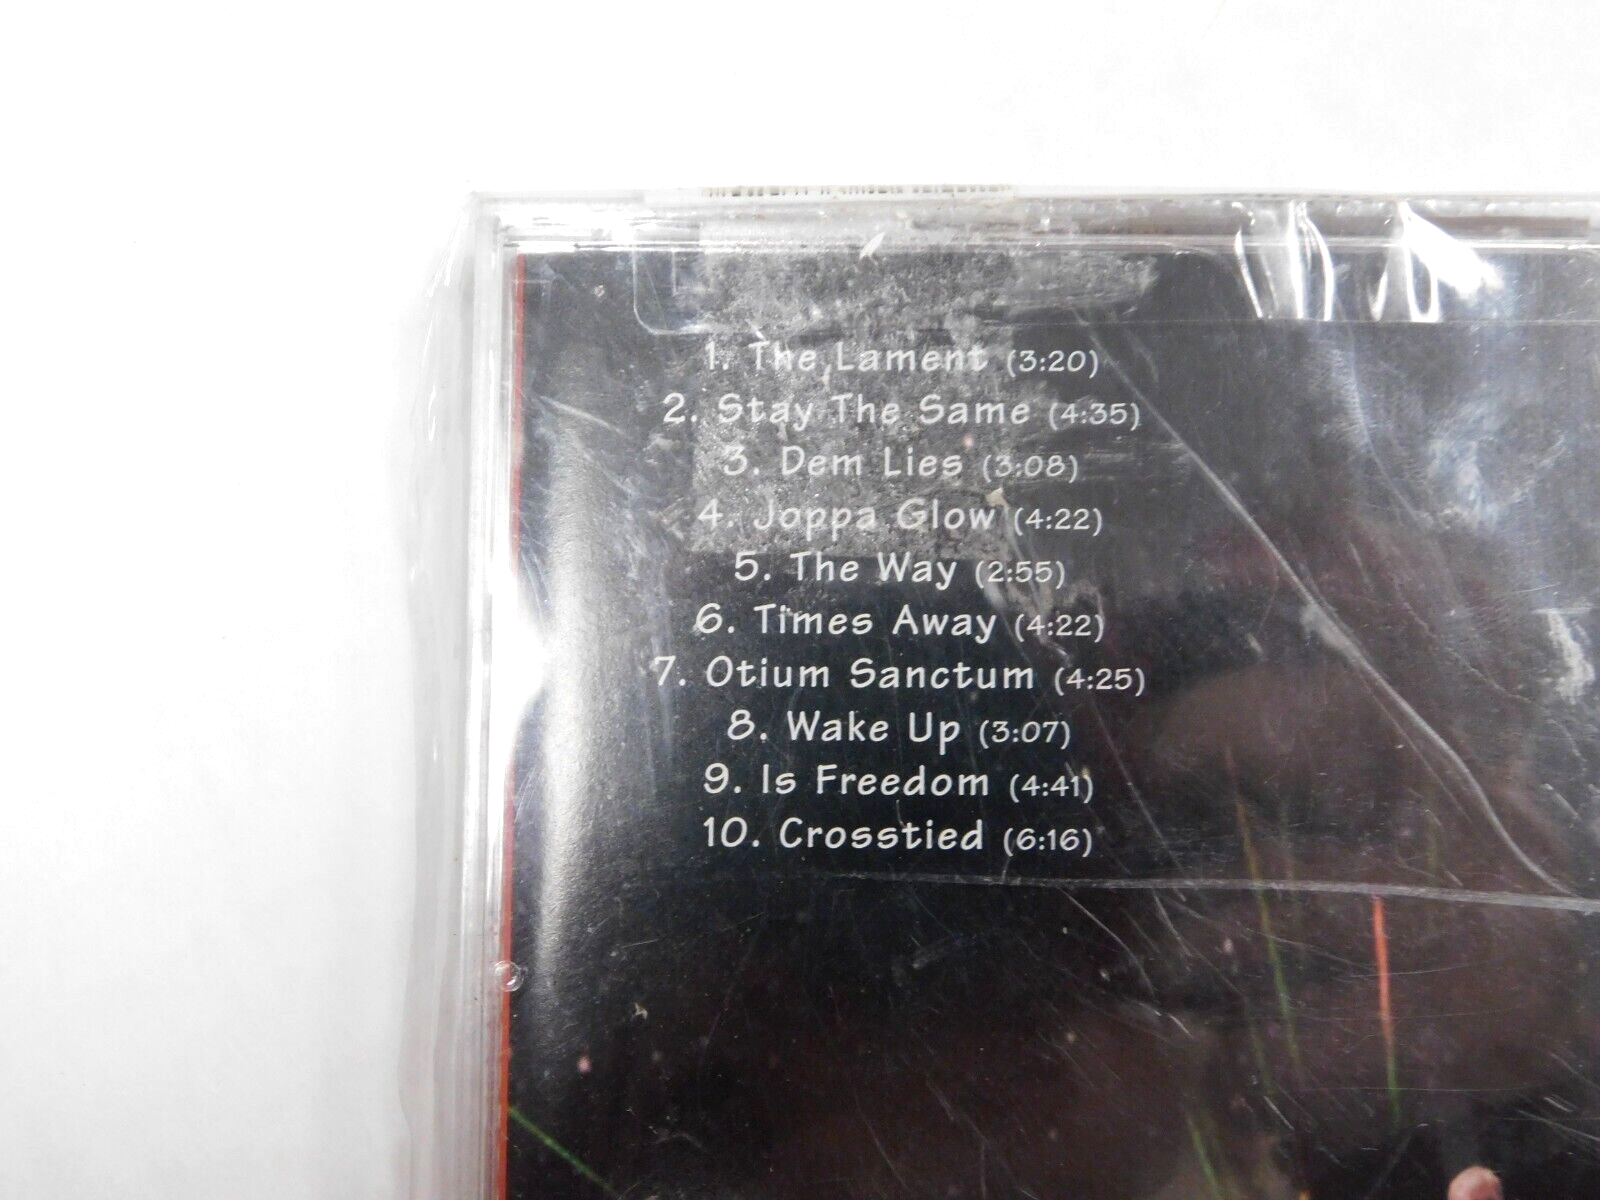 1. The Lament (3:20)
2. Stay The Same (4:35)
3. Dem Lies (3:08)
4. Joppa Glow (4:22)
5. The Way (2:55)
6. Times Away (4:22)
7. Otium Sanctum (4:25)
8. Wake Up (3:07)
9. Is Freedom (4:41)
10. Crosstied (6:16)